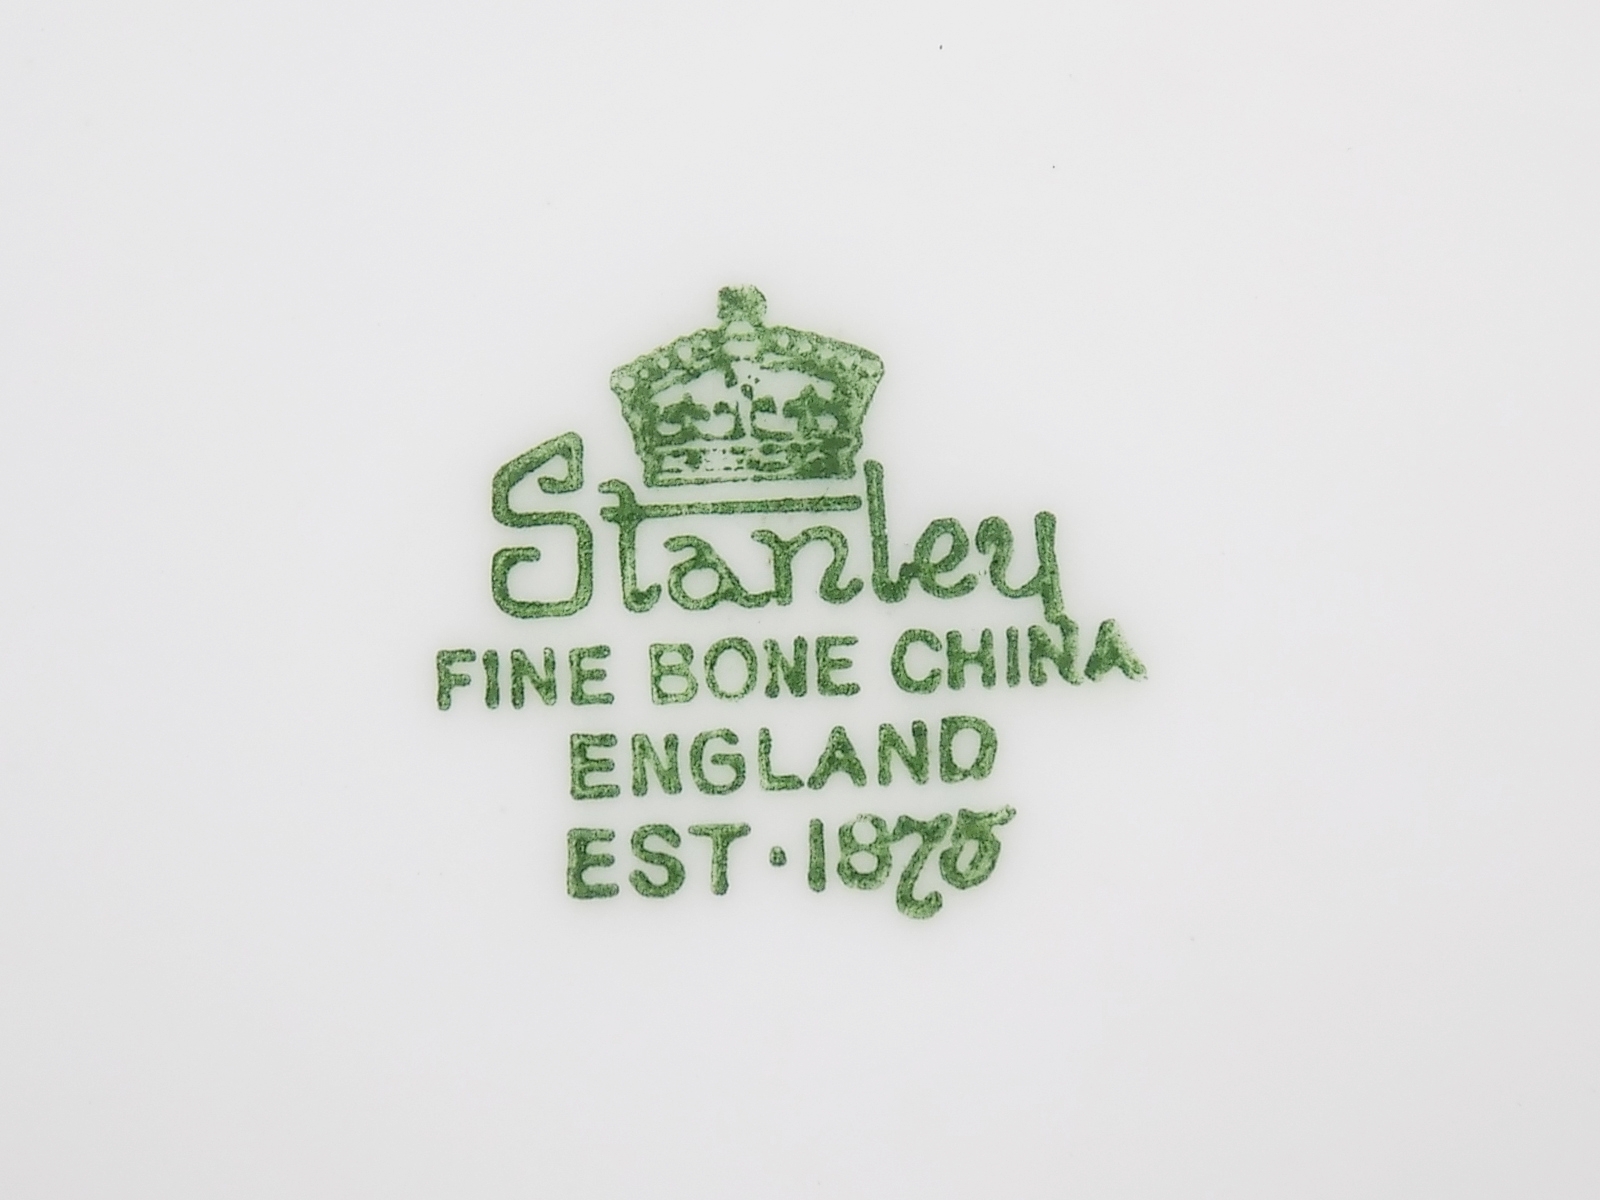 Stanley
FINE BONE CHINA
ENGLAND
EST·1875